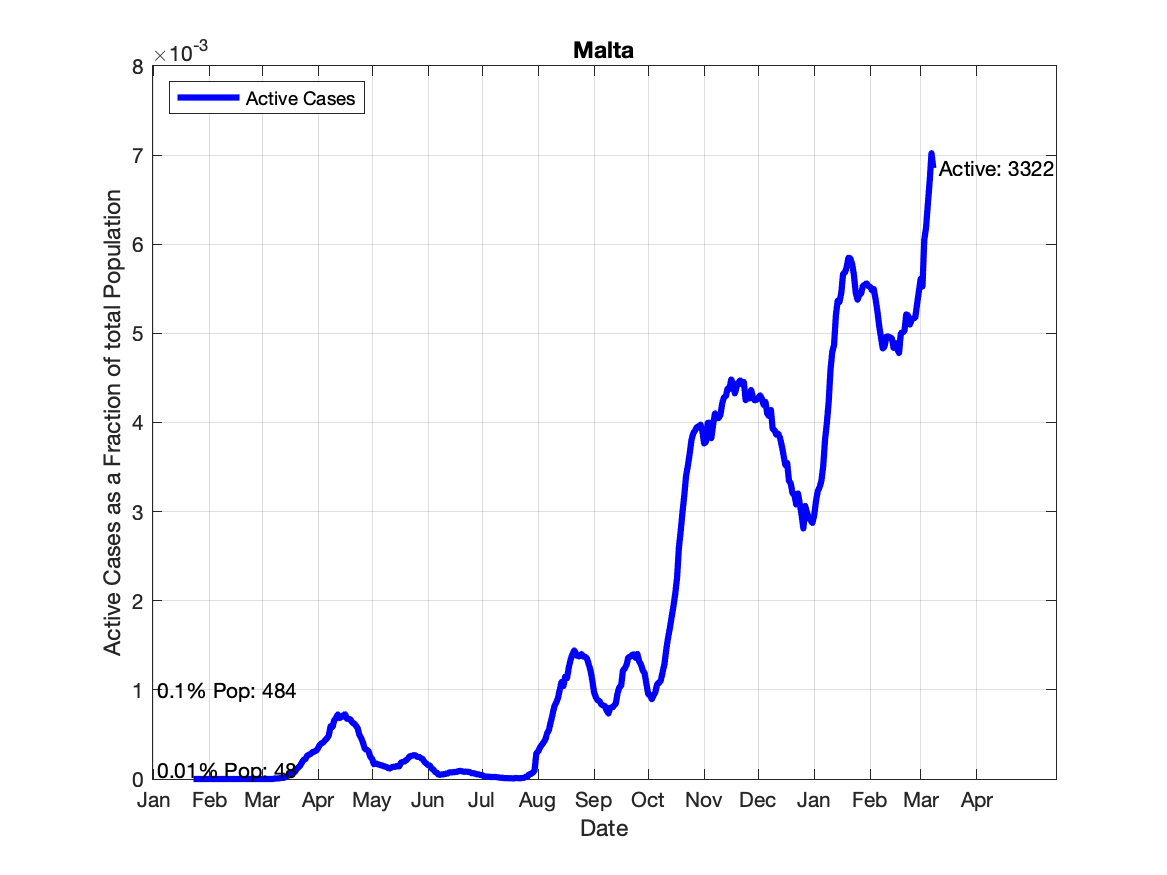 Malta
×10-3
8
7
6
5
4
3
2
1
0
Active Cases
Active: 3322
0.1% Pop: 484
0.01% Pop: 48
Active Cases as a Fraction of total Population
Jan Feb Mar Apr May Jun Jul Aug Sep Oct Nov Dec Jan Feb Mar Apr
Date